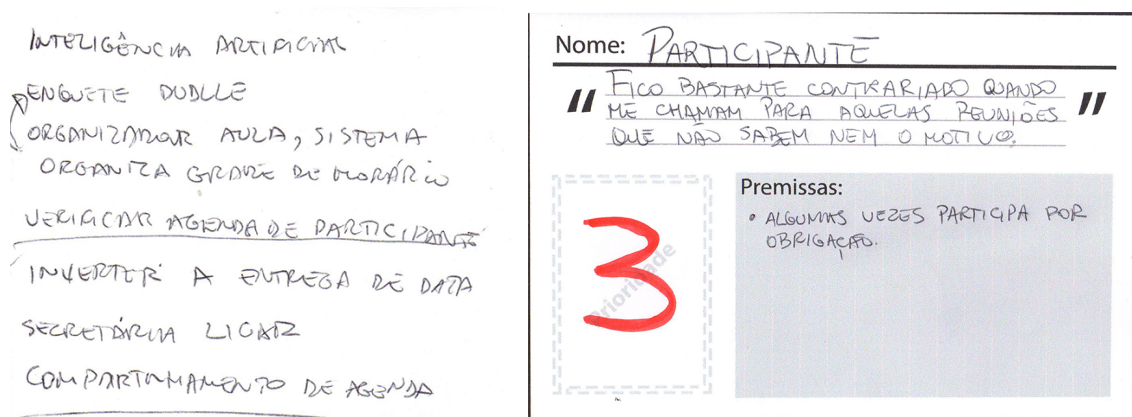 INTELIGÊNCIA ARTIFICIAL
ENQUETE DUDLLE
ORGANIZADOR AULA, SISTEMA
ORGANIZA GRADE DE HORÁRIO
VERIFICAR AGENDA DE PARTICIPANTE
INVERTER A ENTREGA DE DATA
SECRETÁRIA LIGAR
COMPARTILHAMENTO DE AGENDA
Nome: PARTICIPANTE
“ FICO BASTANTE CONTRARIADO QUANDO
ME CHAMAM PARA AQUELAS REUNIÕES ”
QUE NÃO SABEM NEM O MOTIVO.
3
Prioridade
Premissas:
• ALGUMAS VEZES PARTICIPA POR
OBRIGAÇÃO.